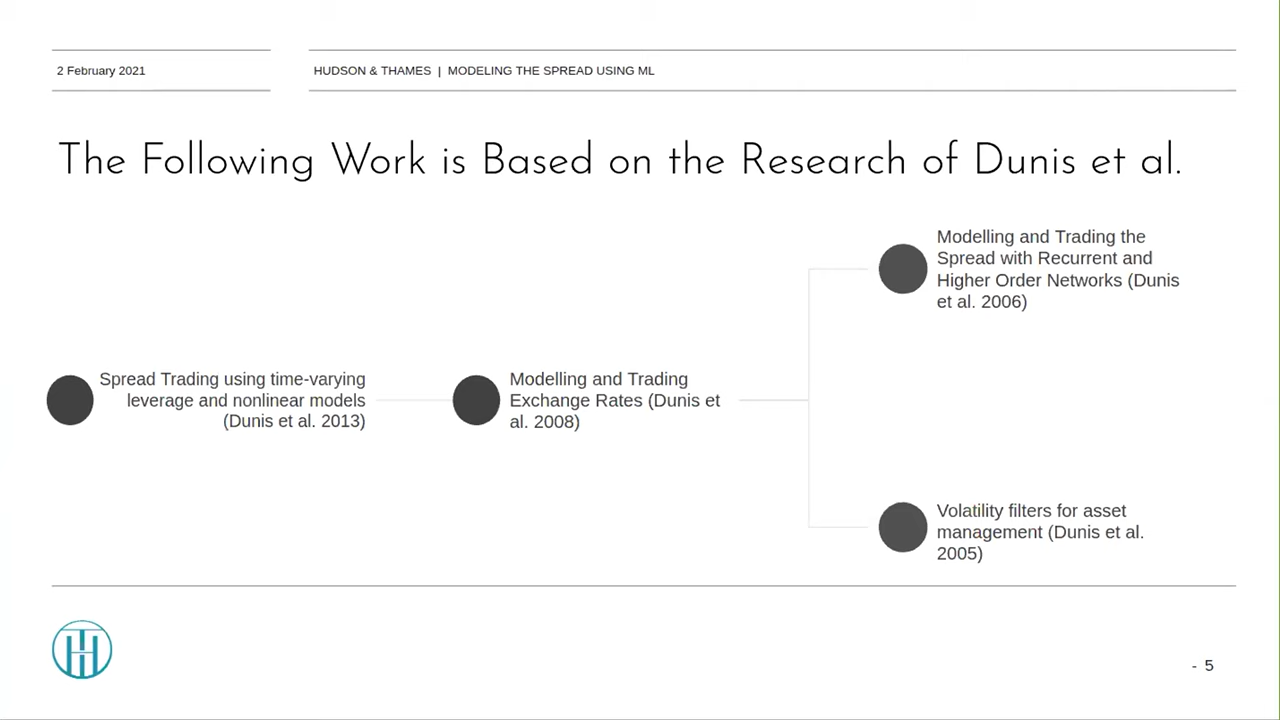 2 February 2021
HUDSON & THAMES | MODELING THE SPREAD USING ML
The Following Work is Based on the Research of Dunis et al.
Spread Trading using time-varying
leverage and nonlinear models
(Dunis et al. 2013)
Modelling and Trading
Exchange Rates (Dunis et
al. 2008)
Modelling and Trading the
Spread with Recurrent and
Higher Order Networks (Dunis
et al. 2006)
Volatility filters for asset
management (Dunis et al.
2005)
- 5